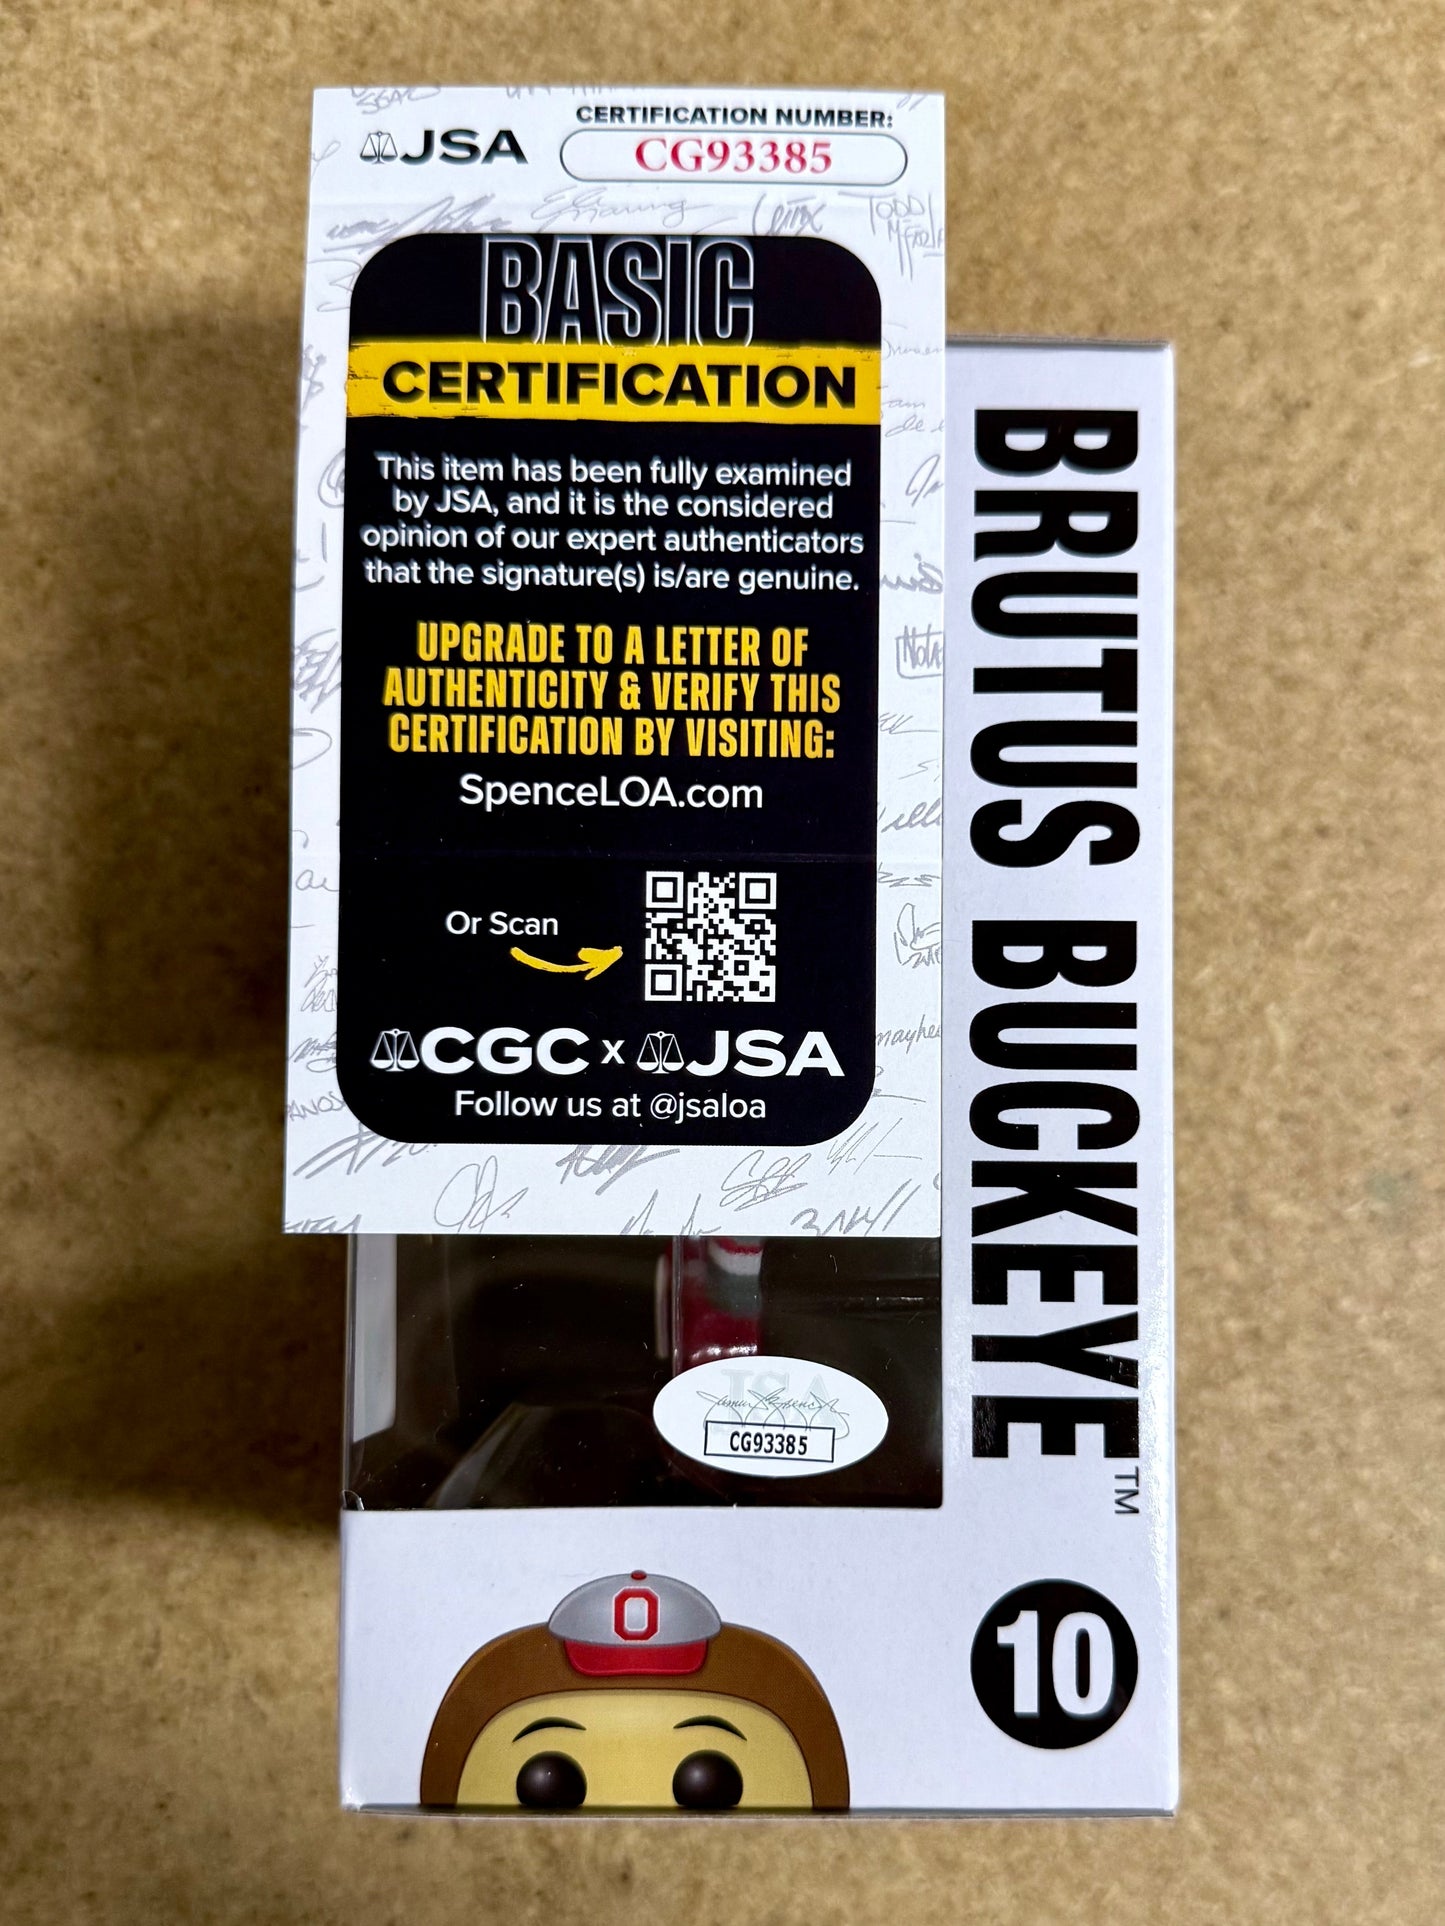 JSA
CERTIFICATION NUMBER:
CG93385
BASIC
CERTIFICATION
This item has been fully examined
by JSA, and it is the considered
opinion of our expert authenticators
that the signature(s) is/are genuine.
UPGRADE TO A LETTER OF
AUTHENTICITY & VERIFY THIS
CERTIFICATION BY VISITING:
SpenceLOA.com
Or Scan
CGC x JSA
Follow us at @jsaloa
BRUTUS BUCKEYE™
JSA
CG93385
O
10